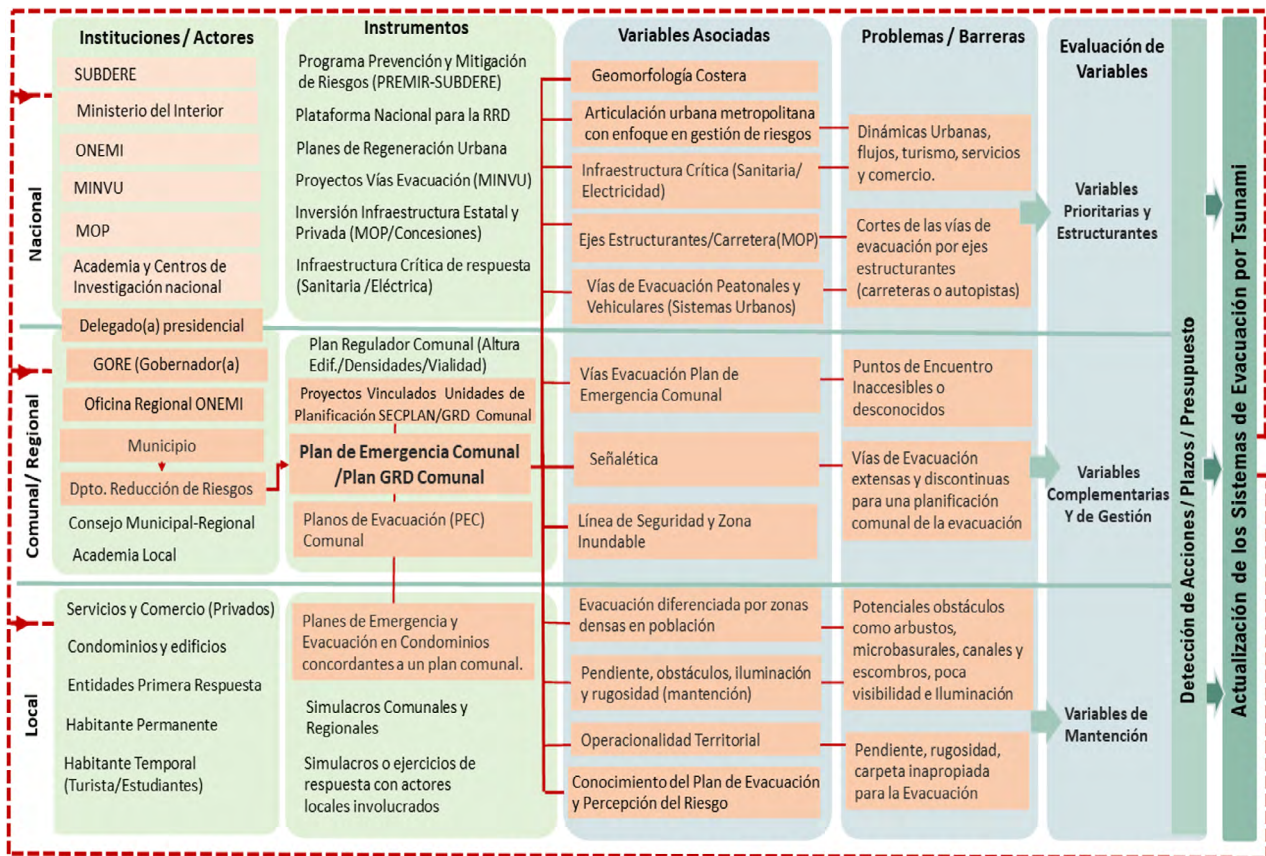 Instituciones / Actores
SUBDERE
Ministerio del Interior
ONEMI
MINVU
MOP
Academia y Centros de
Investigación nacional
Delegado(a) presidencial
GORE (Gobernador(a)
Oficina Regional ONEMI
Municipio
Dpto. Reducción de Riesgos
Consejo Municipal-Regional
Academia Local
Servicios y Comercio (Privados)
Condominios y edificios
Entidades Primera Respuesta
Habitante Permanente
Habitante Temporal
(Turista/Estudiantes)
Nacional
Comunal/ Regional
Local
Instrumentos
Programa Prevención y Mitigación
de Riesgos (PREMIR-SUBDERE)
Plataforma Nacional para la RRD
Planes de Regeneración Urbana
Proyectos Vías Evacuación (MINVU)
Inversión Infraestructura Estatal y
Privada (MOP/Concesiones)
Infraestructura Crítica de respuesta
(Sanitaria /Eléctrica)
Plan Regulador Comunal (Altura
Edif./Densidades/Vialidad)
Proyectos Vinculados Unidades de
Planificación SECPLAN/GRD Comunal
Plan de Emergencia Comunal
/Plan GRD Comunal
Planos de Evacuación (PEC)
Comunal
Planes de Emergencia y
Evacuación en Condominios
concordantes a un plan comunal.
Simulacros Comunales y
Regionales
Simulacros o ejercicios de
respuesta con actores
locales involucrados
Variables Asociadas
Geomorfología Costera
Articulación urbana metropolitana
con enfoque en gestión de riesgos
Infraestructura Crítica (Sanitaria/
Electricidad)
Ejes Estructurantes/Carretera(MOP)
Vías de Evacuación Peatonales y
Vehiculares (Sistemas Urbanos)
Vías Evacuación Plan de
Emergencia Comunal
Señalética
Línea de Seguridad y Zona
Inundable
Evacuación diferenciada por zonas
densas en población
Pendiente, obstáculos, iluminación
y rugosidad (mantención)
Operacionalidad Territorial
Conocimiento del Plan de Evacuación
y Percepción del Riesgo
Problemas / Barreras
Dinámicas Urbanas,
flujos, turismo, servicios
y comercio.
Cortes de las vías de
evacuación por ejes
estructurantes
(carreteras o autopistas)
Puntos de Encuentro
Inaccesibles o
desconocidos
Vías de Evacuación
extensas y discontinuas
para una planificación
comunal de la evacuación
Potenciales obstáculos
como arbustos,
microbasurales, canales y
escombros, poca
visibilidad e Iluminación
Pendiente, rugosidad,
carpeta inapropiada
para la Evacuación
Evaluación de
Variables
Variables
Prioritarias y
Estructurantes
Variables
Complementarias
Y de Gestión
Variables de
Mantención
Detección de Acciones / Plazos / Presupuesto
Actualización de los Sistemas de Evacuación por Tsunami